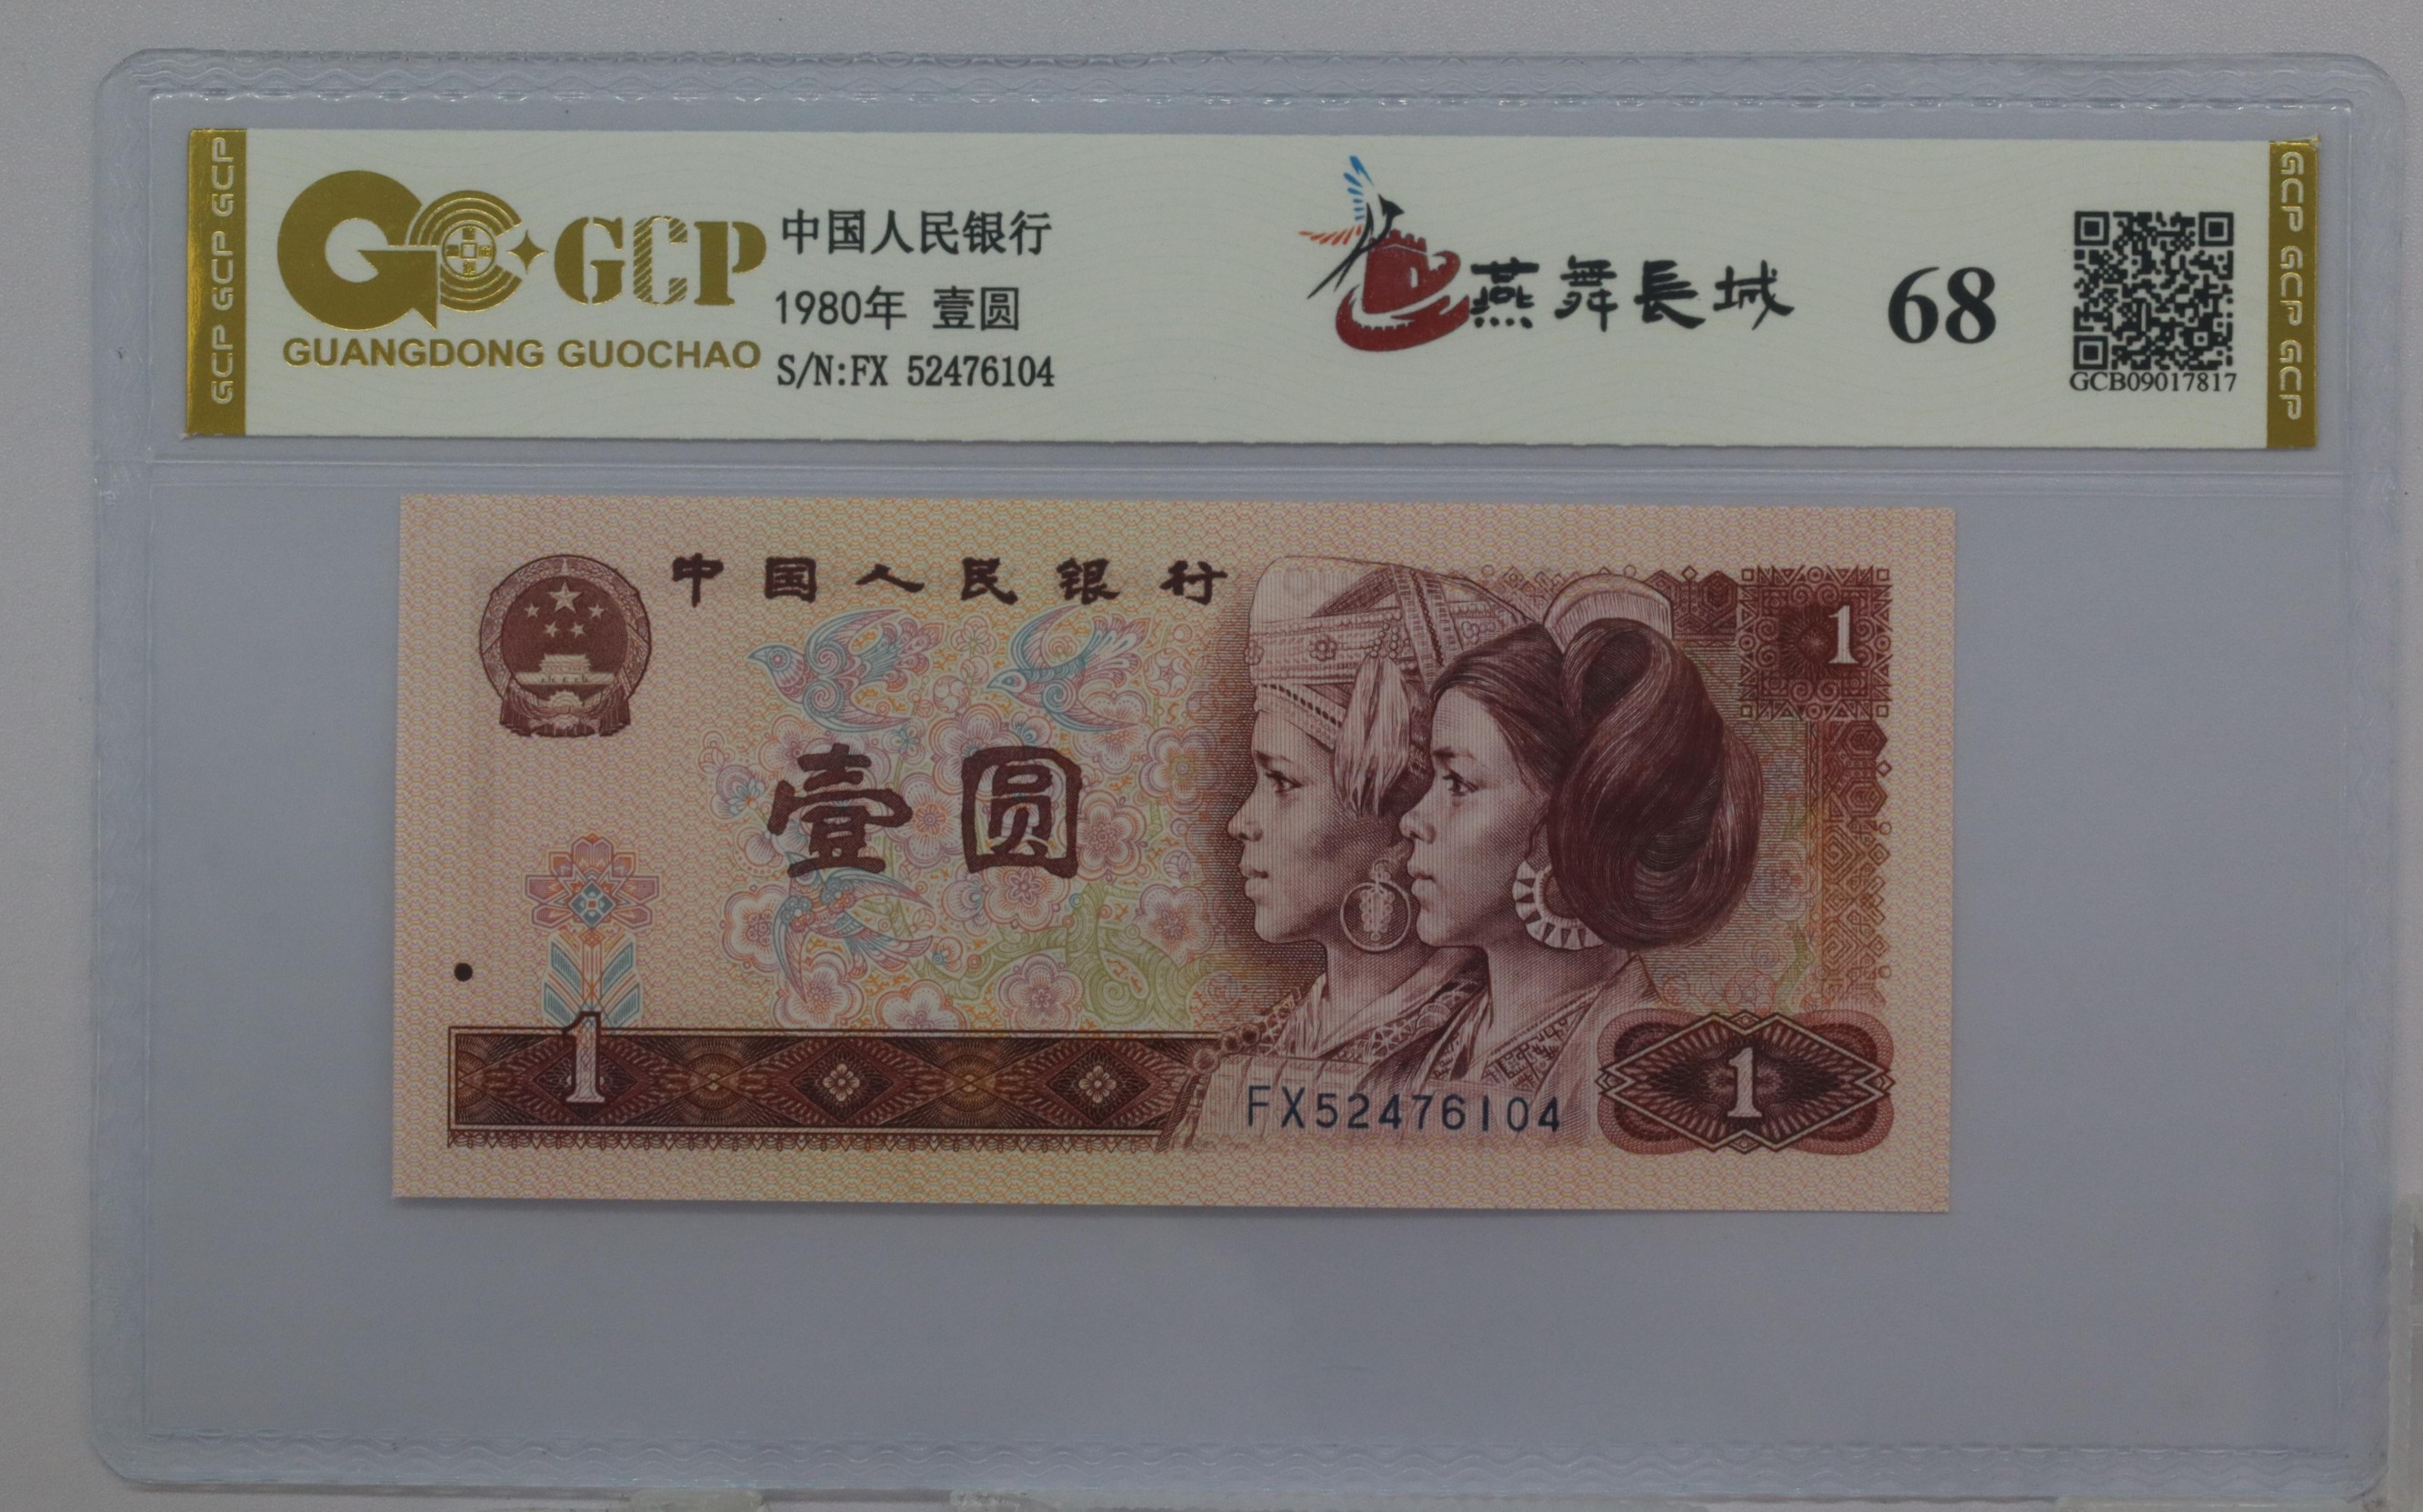 GCP GCP GCP
GCP
GUANGDONG GUOCHAO
中国人民银行
1980年 壹圆
S/N:FX 52476104
燕舞長城
68
GCB09017817
GCP GCP GCP
中国人民银行
1
壹圆
1
FX52476104
1